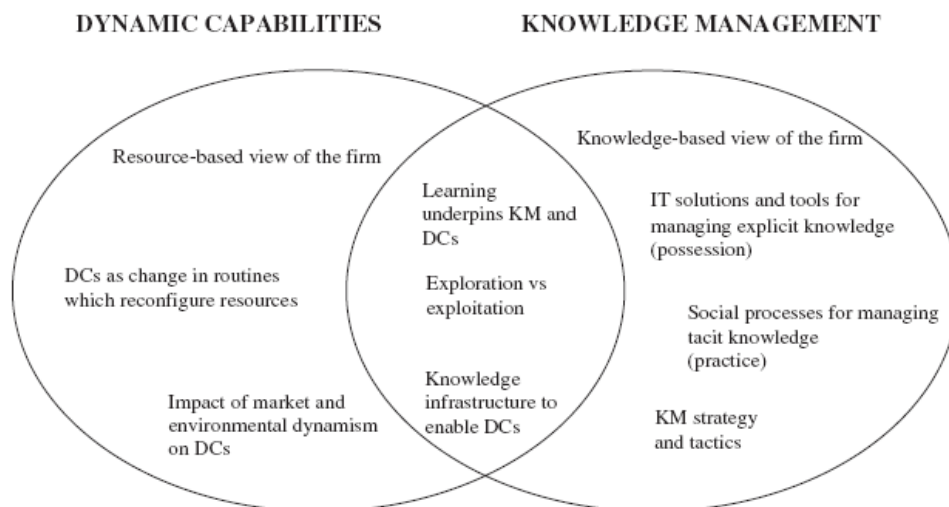 DYNAMIC CAPABILITIES
KNOWLEDGE MANAGEMENT
Resource-based view of the firm
DCs as change in routines
which reconfigure resources
Impact of market and
environmental dynamism
on DCs
Learning
underpins KM and
DCs
Exploration vs
exploitation
Knowledge
infrastructure to
enable DCs
Knowledge-based view of the firm
IT solutions and tools for
managing explicit knowledge
(possession)
Social processes for managing
tacit knowledge
(practice)
KM strategy
and tactics